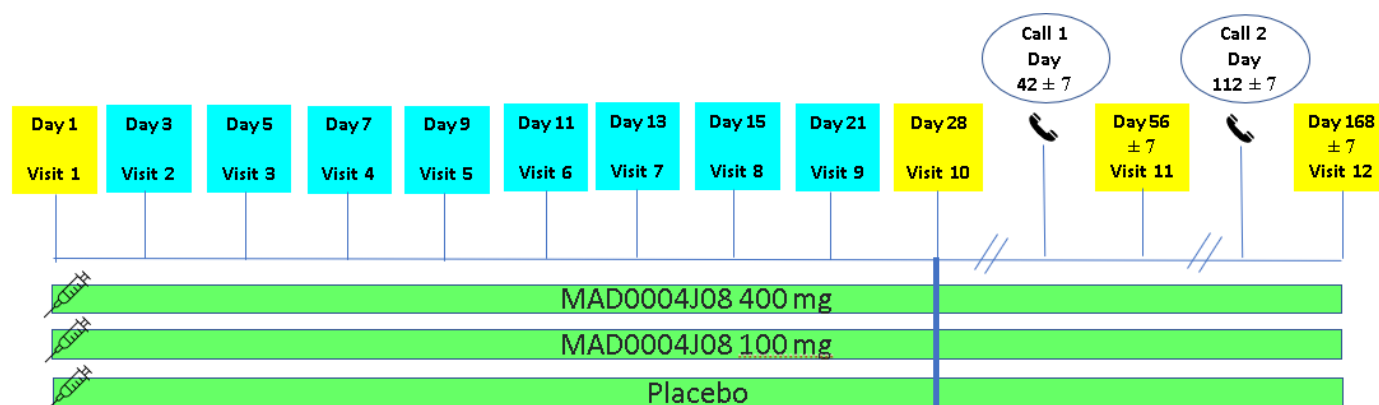 Call 1
Day
42 ± 7
Call 2
Day
112 ± 7
Day 1
Visit 1
Day 3
Visit 2
Day 5
Visit 3
Day 7
Visit 4
Day 9
Visit 5
Day 11
Visit 6
Day 13
Visit 7
Day 15
Visit 8
Day 21
Visit 9
Day 28
Visit 10
Day 56
± 7
Visit 11
Day 168
± 7
Visit 12
MAD0004J08 400 mg
MAD0004J08 100 mg
Placebo